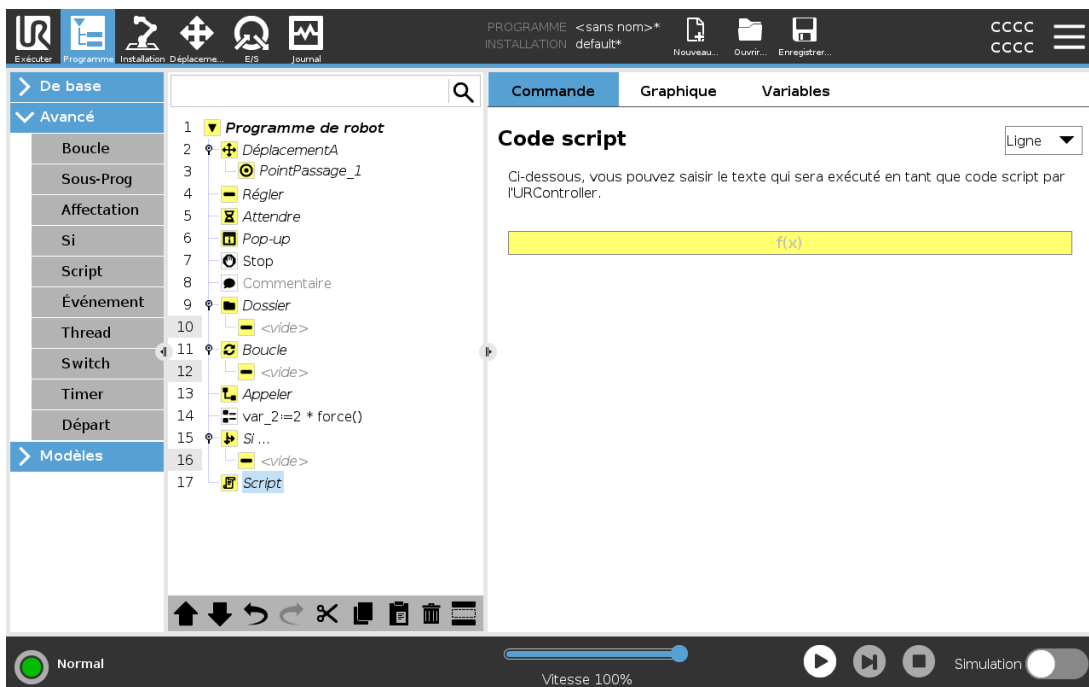 UR
PROGRAMME <sans nom>*
INSTALLATION default*
CCCC
CCCC
Exécuter Programme Installation Déplaceme... E/S Journal Nouveau... Ouvrir... Enregistrer...
De base
Avancé
Boucle
Sous-Prog
Affectation
Si
Script
Événement
Thread
Switch
Timer
Départ
Modèles
1 Programme de robot
2 DéplacementA
3 PointPassage_1
4 Régler
5 Attendre
6 Pop-up
7 Stop
8 Commentaire
9 Dossier
10 <vide>
11 Boucle
12 <vide>
13 Appeler
14 var_2:=2 * force()
15 Si ...
16 <vide>
17 Script
Commande Graphique Variables
Code script
Ligne
Ci-dessous, vous pouvez saisir le texte qui sera exécuté en tant que code script par
l'URController.
f(x)
Normal
Vitesse 100%
Simulation